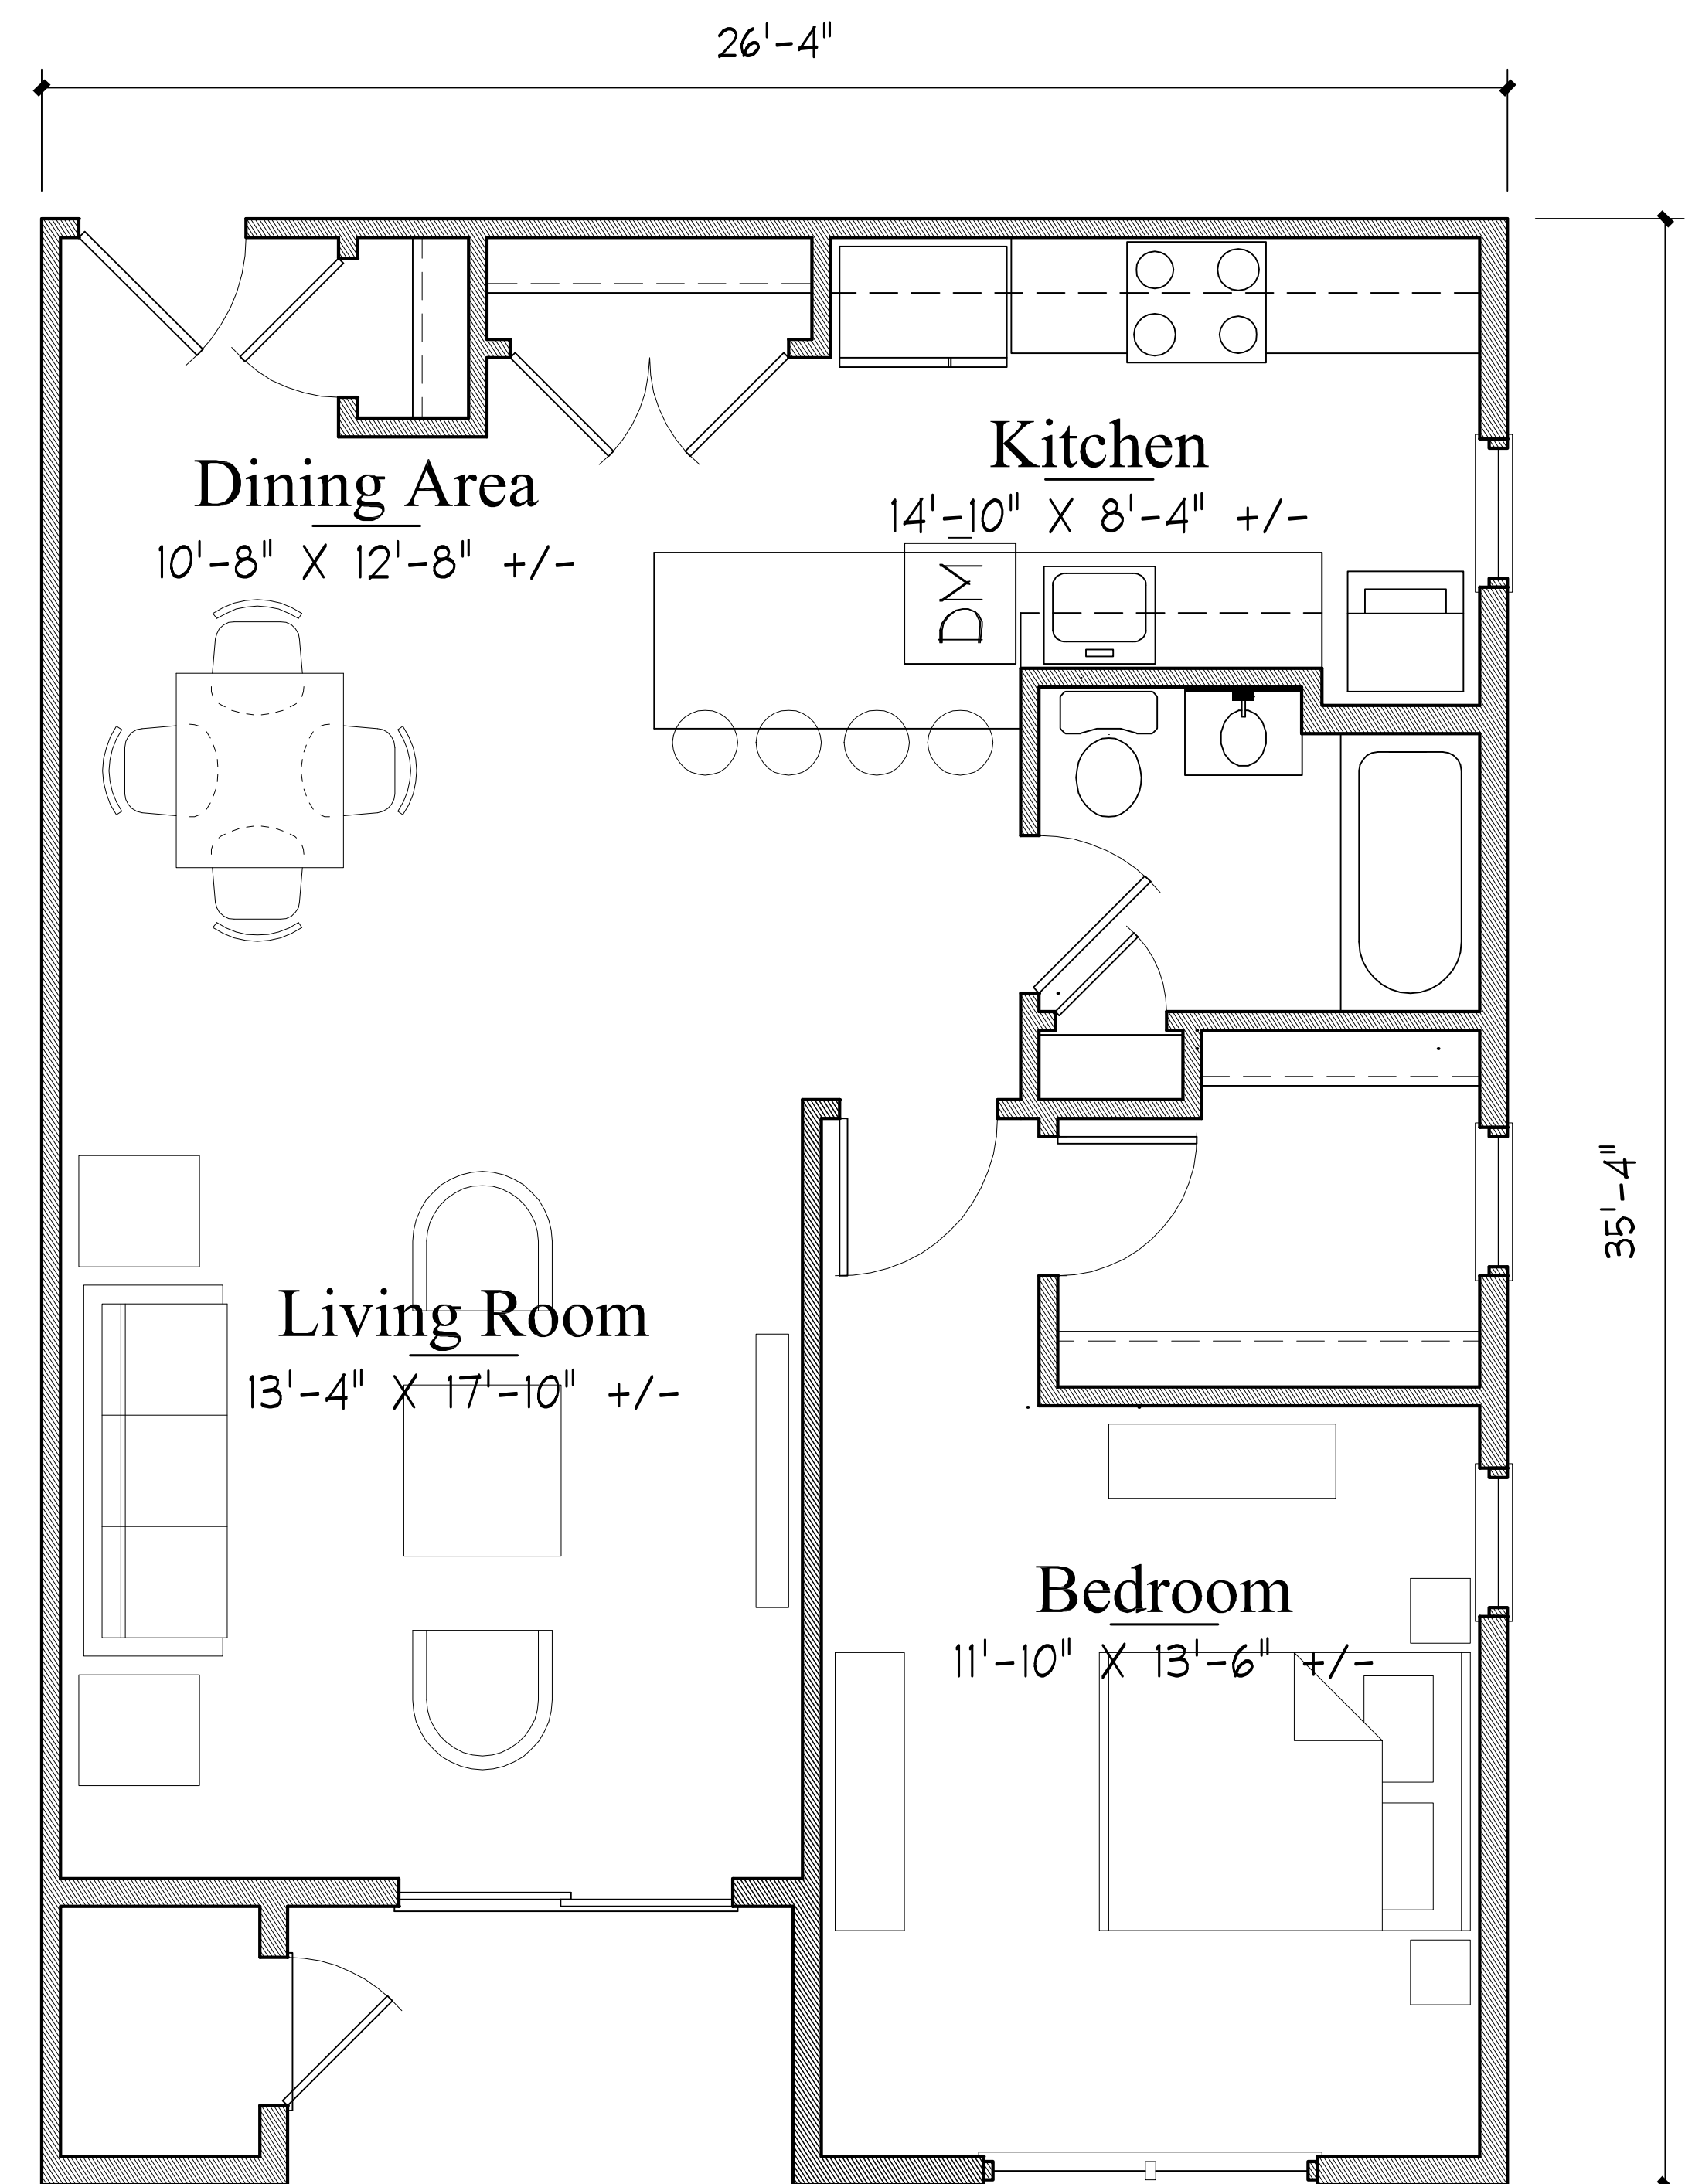 26'-4"
Kitchen
14'-10" X 8'-4" +/-
Dining Area
10'-8" X 12'-8" +/-
DM
35'-4"
Living Room
13'-4" X 17'-10" +/-
Bedroom
11'-10" X 13'-6" +/-